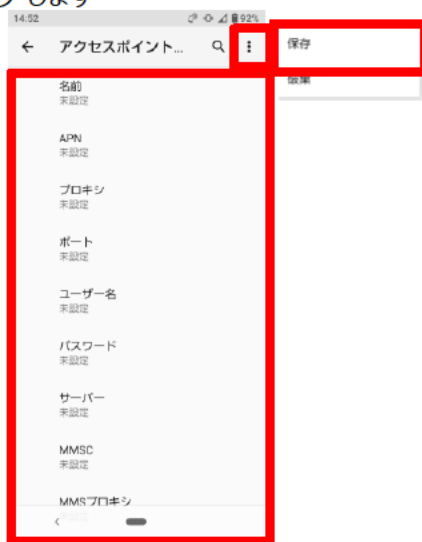 します
14:52
92%
アクセスポイント...
保存
破棄
名前
未設定
APN
未設定
プロキシ
未設定
ポート
未設定
ユーザー名
未設定
パスワード
未設定
サーバー
未設定
MMSC
未設定
MMSプロキシ